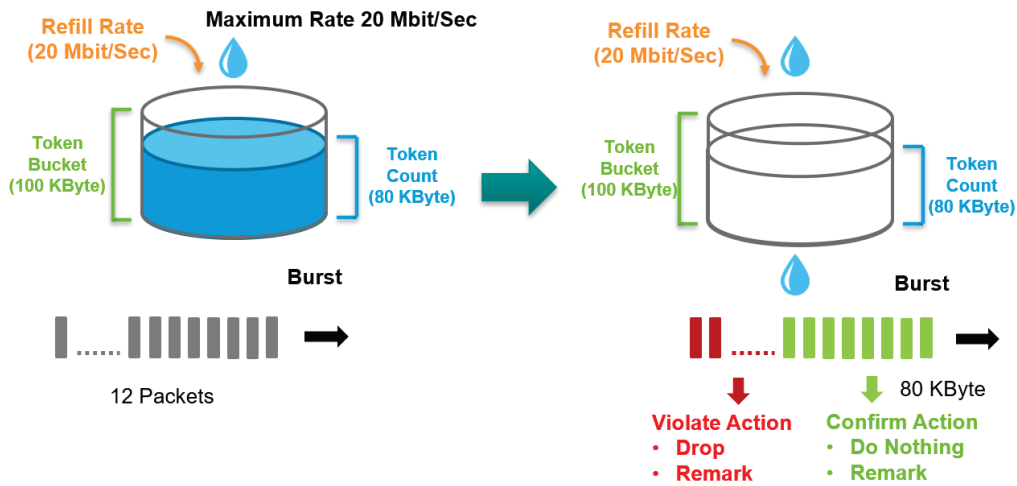 Maximum Rate 20 Mbit/Sec
Refill Rate
(20 Mbit/Sec)
Token
Bucket
(100 KByte)
Token
Count
(80 KByte)
Burst
12 Packets
Refill Rate
(20 Mbit/Sec)
Token
Bucket
(100 KByte)
Token
Count
(80 KByte)
Burst
80 KByte
Violate Action
• Drop
• Remark
Confirm Action
• Do Nothing
• Remark